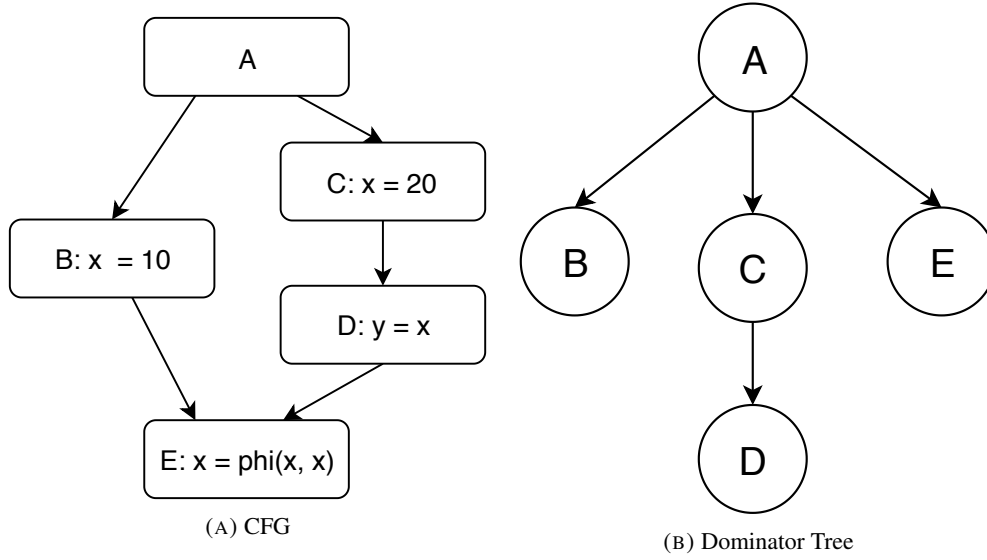 A
C: x = 20
B: x = 10
D: y = x
E: x = phi(x, x)
(A) CFG
A
B
C
E
D
(B) Dominator Tree